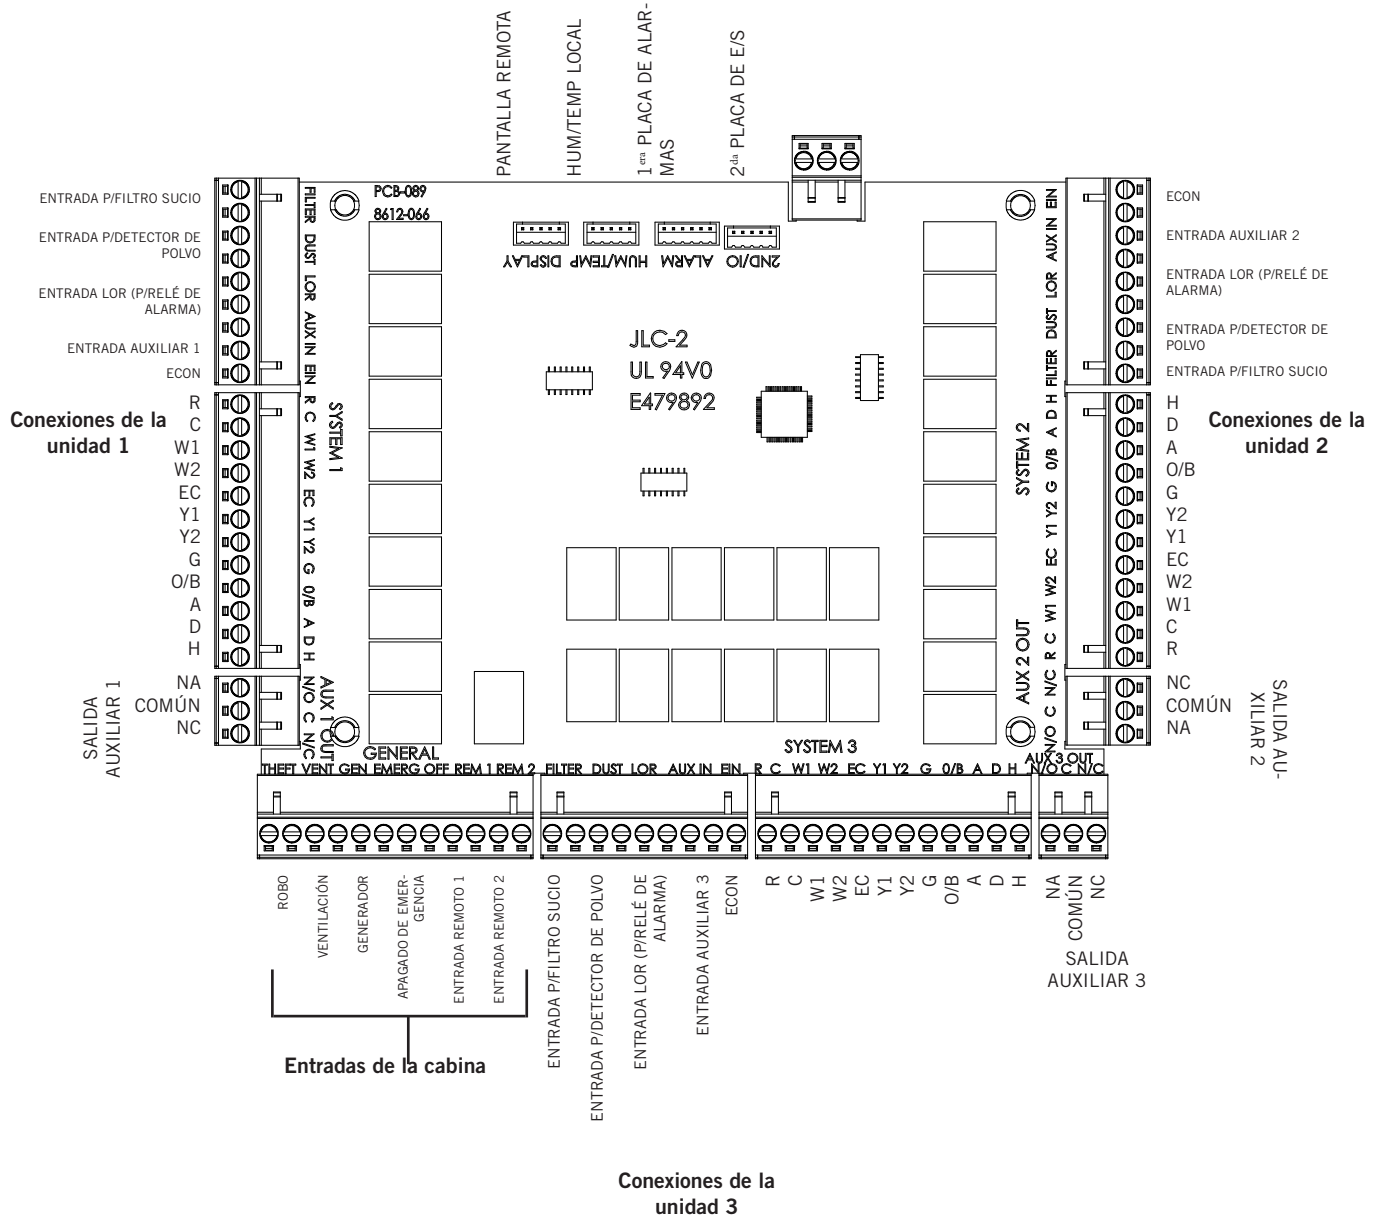 PANTALLA REMOTA
HUM/TEMP LOCAL
1era PLACA DE ALAR-
MAS
2da PLACA DE E/S
ENTRADA P/FILTRO SUCIO
ENTRADA P/DETECTOR DE
POLVO
ENTRADA LOR (P/RELÉ DE
ALARMA)
ENTRADA AUXILIAR 1
ECON
Conexiones de la
unidad 1
R
C
W1
W2
EC
Y1
Y2
G
O/B
A
D
H
SALIDA
AUXILIAR 1
NA
COMÚN
NC
FILTER DUST LOR AUX IN EIN
R C W1 W2 EC Y1 Y2 G O/B A D H
N/O C N/C
SYSTEM 1
AUX 1 OUT
PCB-089
8612-066
DISPLAY
HUM/TEMP
ALARM
2ND/IO
JLC-2
UL 94V0
E479892
SYSTEM 2
AUX 2 OUT
FILTER DUST LOR AUX IN EIN
R C W1 W2 EC Y1 Y2 G O/B A D H
N/O C N/C
ECON
ENTRADA AUXILIAR 2
ENTRADA LOR (P/RELÉ DE
ALARMA)
ENTRADA P/DETECTOR DE
POLVO
ENTRADA P/FILTRO SUCIO
Conexiones de la
unidad 2
H
D
A
O/B
G
Y2
Y1
EC
W2
W1
C
R
NC
COMÚN
NA
SALIDA AU-
XILIAR 2
GENERAL
SYSTEM 3
AUX 3 OUT
THEFT VENT GEN EMERG OFF REM 1 REM 2 FILTER DUST LOR AUX IN EIN R C W1 W2 EC Y1 Y2 G O/B A D H N/O C N/C
ROBO
VENTILACIÓN
GENERADOR
APAGADO DE EMER-
GENCIA
ENTRADA REMOTO 1
ENTRADA REMOTO 2
Entradas de la cabina
ENTRADA P/FILTRO SUCIO
ENTRADA P/DETECTOR DE POLVO
ENTRADA LOR (P/RELÉ DE
ALARMA)
ENTRADA AUXILIAR 3
ECON
R
C
W1
W2
EC
Y1
Y2
G
O/B
A
D
H
NA
COMÚN
NC
SALIDA
AUXILIAR 3
Conexiones de la
unidad 3